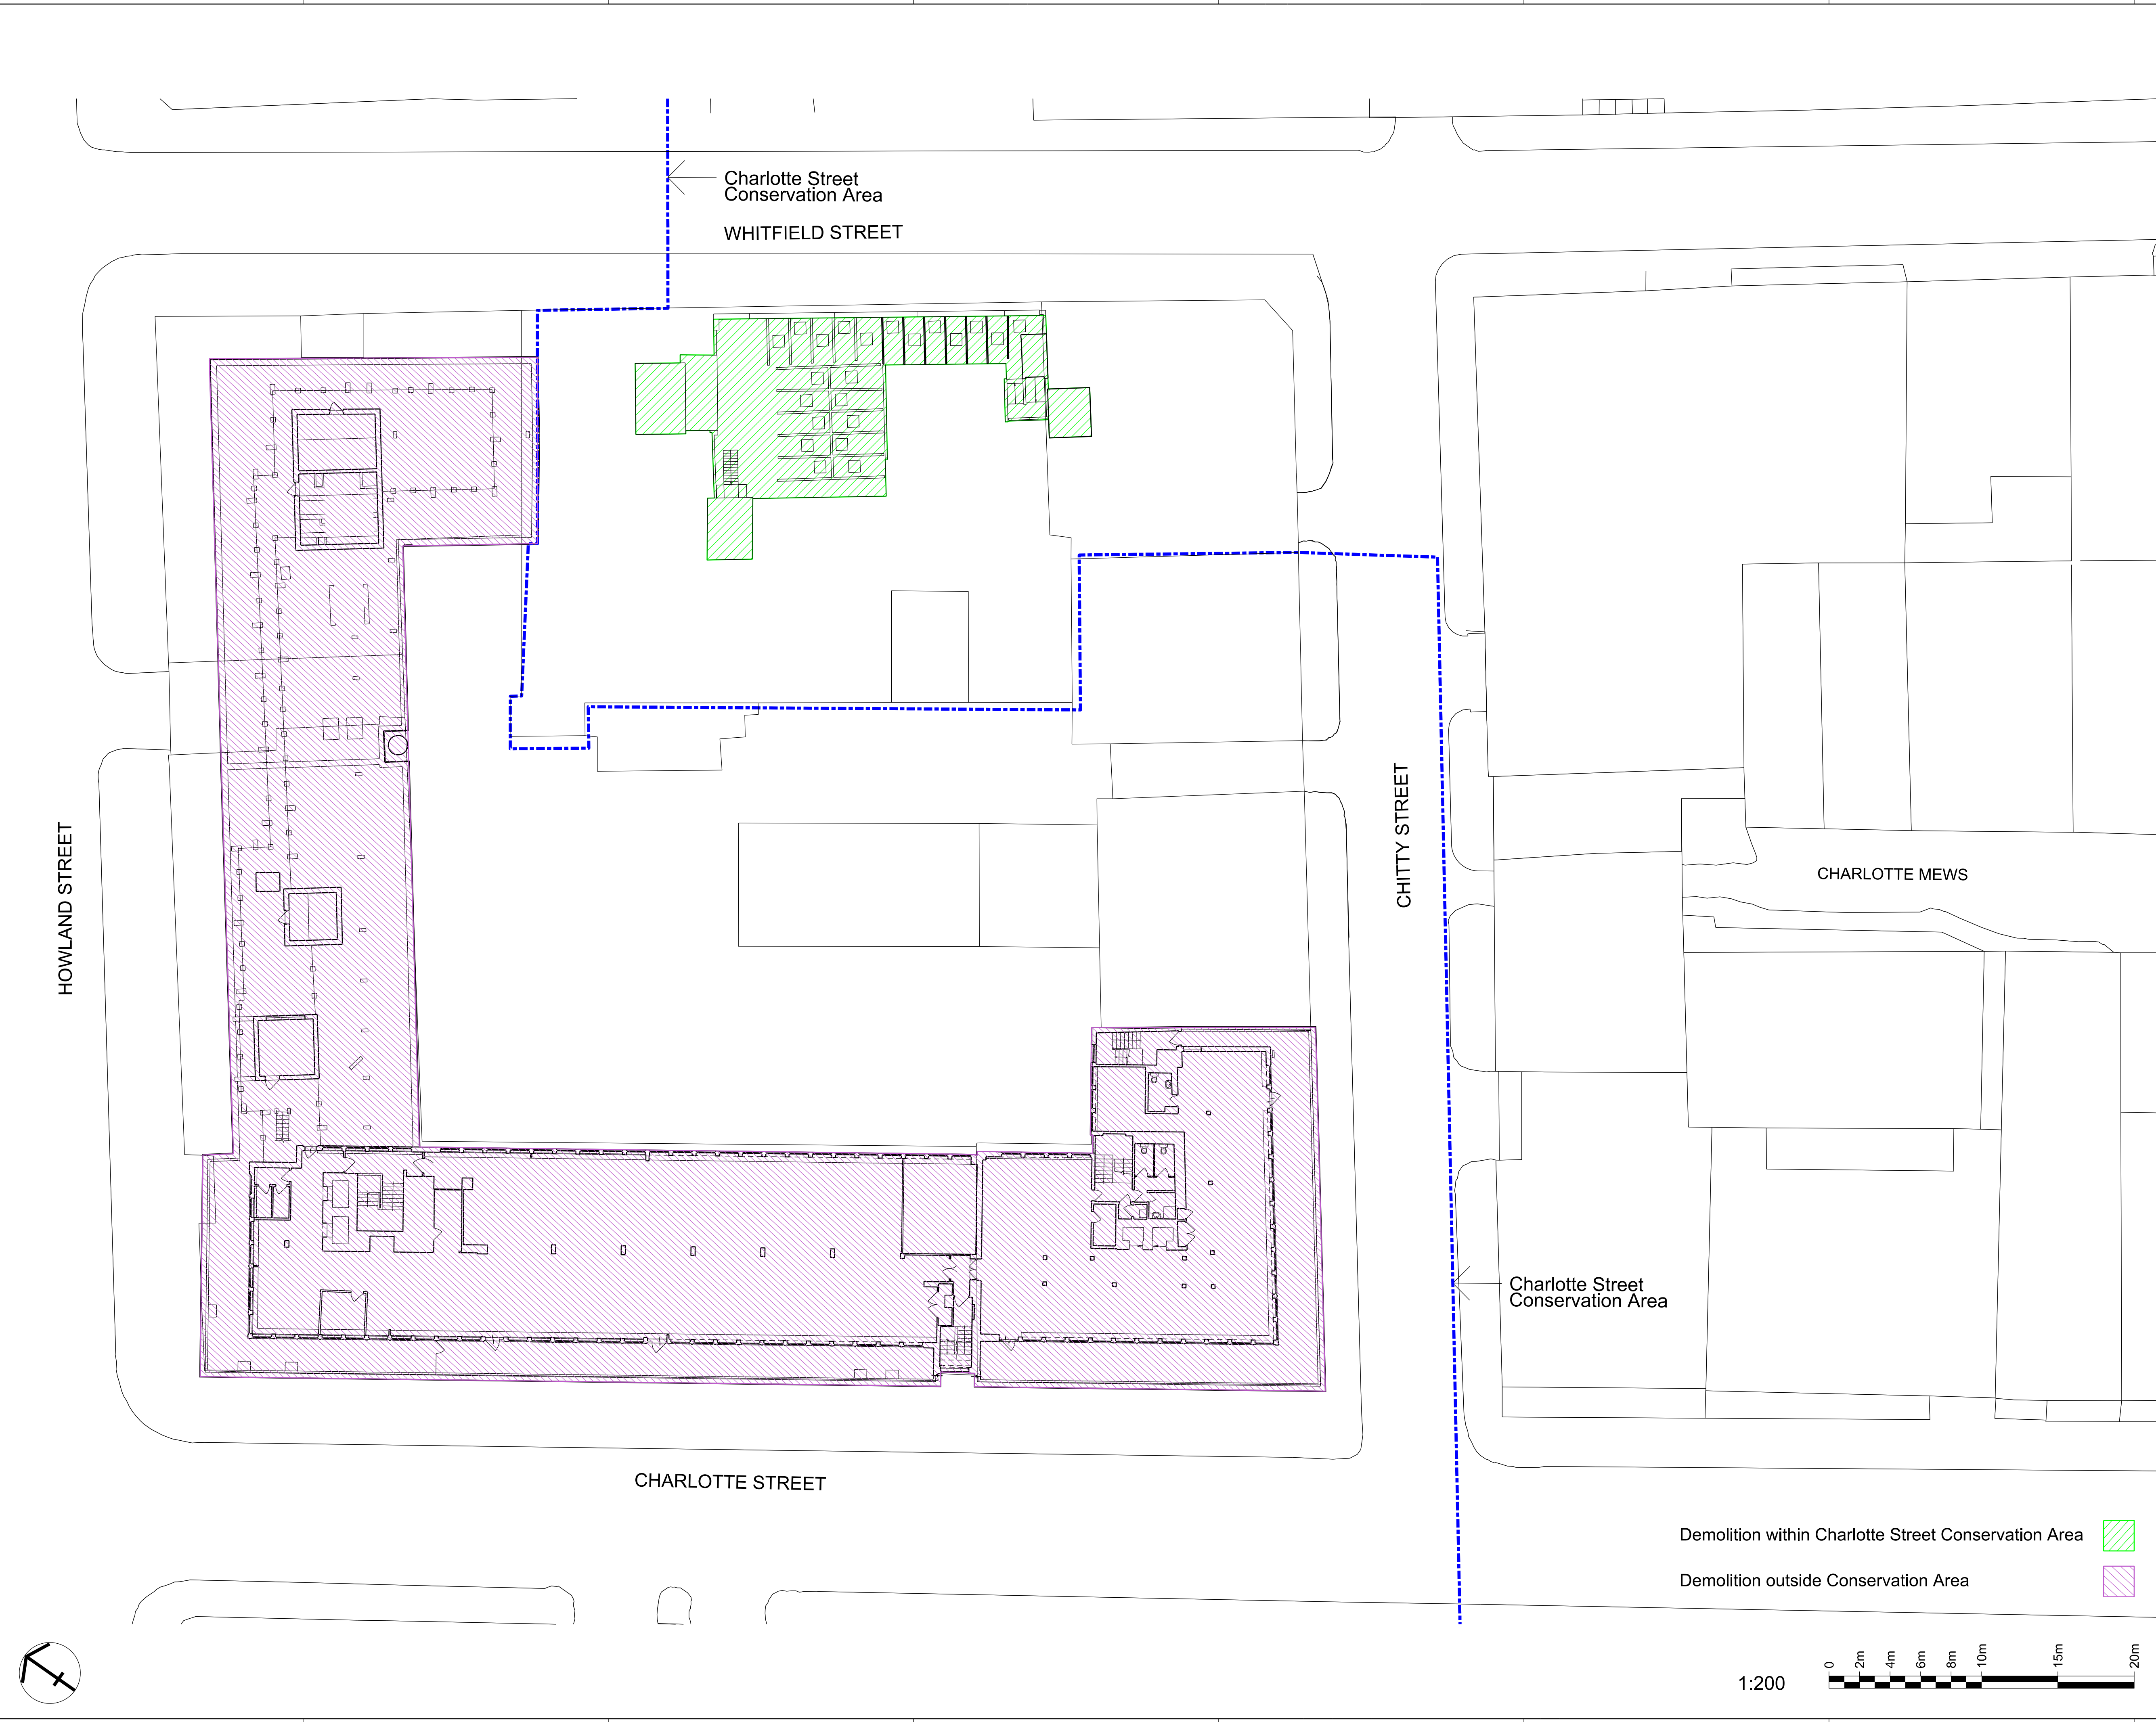 Charlotte Street
Conservation Area
WHITFIELD STREET
HOWLAND STREET
CHITTY STREET
CHARLOTTE MEWS
Charlotte Street
Conservation Area
CHARLOTTE STREET
Demolition within Charlotte Street Conservation Area
Demolition outside Conservation Area
1:200
0 2m 4m 6m 8m 10m 15m 20m